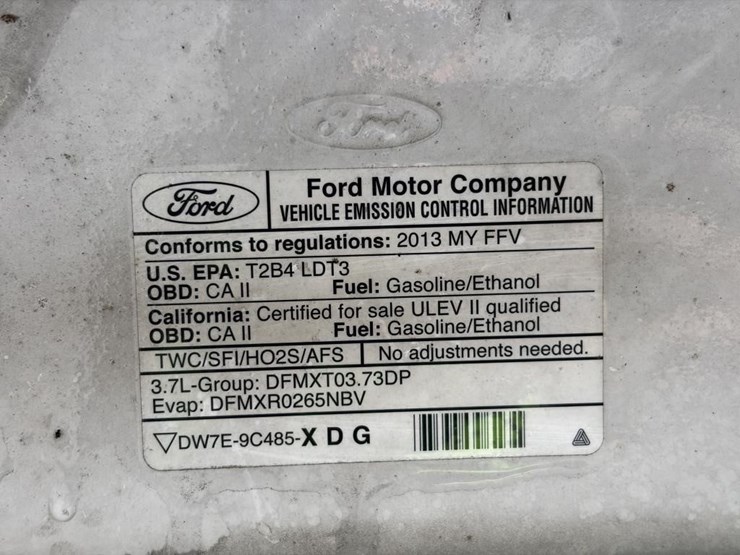 Ford
Ford
Ford Motor Company
VEHICLE EMISSION CONTROL INFORMATION
Conforms to regulations: 2013 MY FFV
U.S. EPA: T2B4 LDT3
OBD: CA II Fuel: Gasoline/Ethanol
California: Certified for sale ULEV II qualified
OBD: CA II Fuel: Gasoline/Ethanol
TWC/SFI/HO2S/AFS No adjustments needed.
3.7L-Group: DFMXT03.73DP
Evap: DFMXR0265NBV
▽DW7E-9C485-X D G